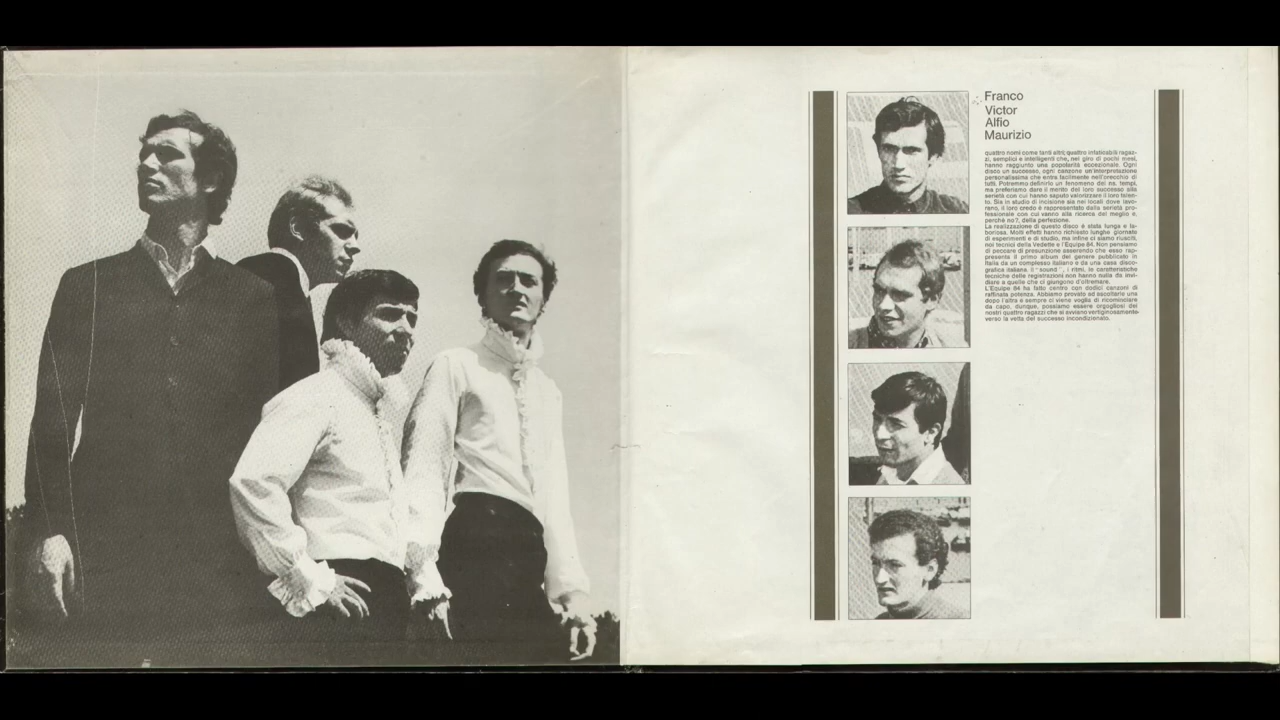 Franco
Victor
Alfio
Maurizio
quattro nomi come tanti altri; quattro infaticabili ragaz-
zi, semplici e intelligenti che, nel giro di pochi mesi,
hanno raggiunto una popolarità eccezionale. Ogni
disco un successo, ogni canzone un'interpretazione
personalissima che entra facilmente nell'orecchio di
tutti. Potremmo definirlo un fenomeno dei ns. tempi,
ma preferiamo dare il merito del loro successo alla
serietà con cui hanno saputo valorizzare il loro talen-
to. Sia in studio di incisione sia nei locali dove lavo-
rano, il loro credo è rappresentato dalla serietà pro-
fessionale con cui vanno alla ricerca del meglio e,
perchè no?, della perfezione.
La realizzazione di questo disco è stata lunga e la-
boriosa. Molti effetti hanno richiesto lunghe giornate
di esperimenti e di studio, ma infine ci siamo riusciti,
noi tecnici della Vedette e l'Equipe 84. Non pensiamo
di peccare di presunzione asserendo che esso rap-
presenta il primo album del genere pubblicato in
Italia da un complesso italiano e da una casa disco-
grafica italiana. Il "sound", i ritmi, le caratteristiche
tecniche delle registrazioni non hanno nulla da invi-
diare a quelle che ci giungono d'oltremare.
L'Equipe 84 ha fatto centro con dodici canzoni di
raffinata potenza. Abbiamo provato ad ascoltarle una
dopo l'altra e sempre ci viene voglia di ricominciare
da capo, dunque, possiamo essere orgogliosi dei
nostri quattro ragazzi che si avviano vertiginosamente
verso la vetta del successo incondizionato.